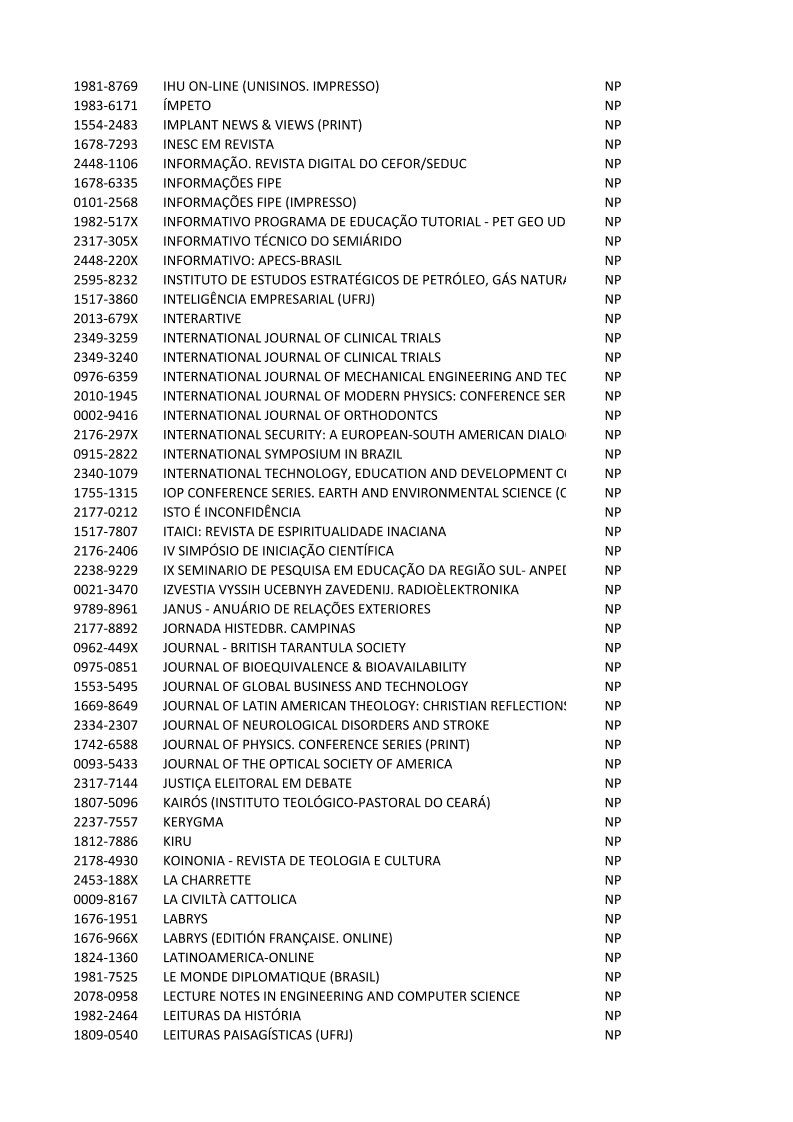 1981-8769 IHU ON-LINE (UNISINOS. IMPRESSO) NP
1983-6171 ÍMPETO NP
1554-2483 IMPLANT NEWS & VIEWS (PRINT) NP
1678-7293 INESC EM REVISTA NP
2448-1106 INFORMAÇÃO. REVISTA DIGITAL DO CEFOR/SEDUC NP
1678-6335 INFORMAÇÕES FIPE NP
0101-2568 INFORMAÇÕES FIPE (IMPRESSO) NP
1982-517X INFORMATIVO PROGRAMA DE EDUCAÇÃO TUTORIAL - PET GEO UD NP
2317-305X INFORMATIVO TÉCNICO DO SEMIÁRIDO NP
2448-220X INFORMATIVO: APECS-BRASIL NP
2595-8232 INSTITUTO DE ESTUDOS ESTRATÉGICOS DE PETRÓLEO, GÁS NATURA NP
1517-3860 INTELIGÊNCIA EMPRESARIAL (UFRJ) NP
2013-679X INTERARTIVE NP
2349-3259 INTERNATIONAL JOURNAL OF CLINICAL TRIALS NP
2349-3240 INTERNATIONAL JOURNAL OF CLINICAL TRIALS NP
0976-6359 INTERNATIONAL JOURNAL OF MECHANICAL ENGINEERING AND TEC NP
2010-1945 INTERNATIONAL JOURNAL OF MODERN PHYSICS: CONFERENCE SER NP
0002-9416 INTERNATIONAL JOURNAL OF ORTHODONTCS NP
2176-297X INTERNATIONAL SECURITY: A EUROPEAN-SOUTH AMERICAN DIALO NP
0915-2822 INTERNATIONAL SYMPOSIUM IN BRAZIL NP
2340-1079 INTERNATIONAL TECHNOLOGY, EDUCATION AND DEVELOPMENT CO NP
1755-1315 IOP CONFERENCE SERIES. EARTH AND ENVIRONMENTAL SCIENCE (O NP
2177-0212 ISTO É INCONFIDÊNCIA NP
1517-7807 ITAICI: REVISTA DE ESPIRITUALIDADE INACIANA NP
2176-2406 IV SIMPÓSIO DE INICIAÇÃO CIENTÍFICA NP
2238-9229 IX SEMINARIO DE PESQUISA EM EDUCAÇÃO DA REGIÃO SUL- ANPED NP
0021-3470 IZVESTIA VYSSIH UCEBNYH ZAVEDENIJ. RADIOÈLEKTRONIKA NP
9789-8961 JANUS - ANUÁRIO DE RELAÇÕES EXTERIORES NP
2177-8892 JORNADA HISTEDBR. CAMPINAS NP
0962-449X JOURNAL - BRITISH TARANTULA SOCIETY NP
0975-0851 JOURNAL OF BIOEQUIVALENCE & BIOAVAILABILITY NP
1553-5495 JOURNAL OF GLOBAL BUSINESS AND TECHNOLOGY NP
1669-8649 JOURNAL OF LATIN AMERICAN THEOLOGY: CHRISTIAN REFLECTIONS NP
2334-2307 JOURNAL OF NEUROLOGICAL DISORDERS AND STROKE NP
1742-6588 JOURNAL OF PHYSICS. CONFERENCE SERIES (PRINT) NP
0093-5433 JOURNAL OF THE OPTICAL SOCIETY OF AMERICA NP
2317-7144 JUSTIÇA ELEITORAL EM DEBATE NP
1807-5096 KAIRÓS (INSTITUTO TEOLÓGICO-PASTORAL DO CEARÁ) NP
2237-7557 KERYGMA NP
1812-7886 KIRU NP
2178-4930 KOINONIA - REVISTA DE TEOLOGIA E CULTURA NP
2453-188X LA CHARRETTE NP
0009-8167 LA CIVILTÀ CATTOLICA NP
1676-1951 LABRYS NP
1676-966X LABRYS (EDITIÓN FRANÇAISE. ONLINE) NP
1824-1360 LATINOAMERICA-ONLINE NP
1981-7525 LE MONDE DIPLOMATIQUE (BRASIL) NP
2078-0958 LECTURE NOTES IN ENGINEERING AND COMPUTER SCIENCE NP
1982-2464 LEITURAS DA HISTÓRIA NP
1809-0540 LEITURAS PAISAGÍSTICAS (UFRJ) NP